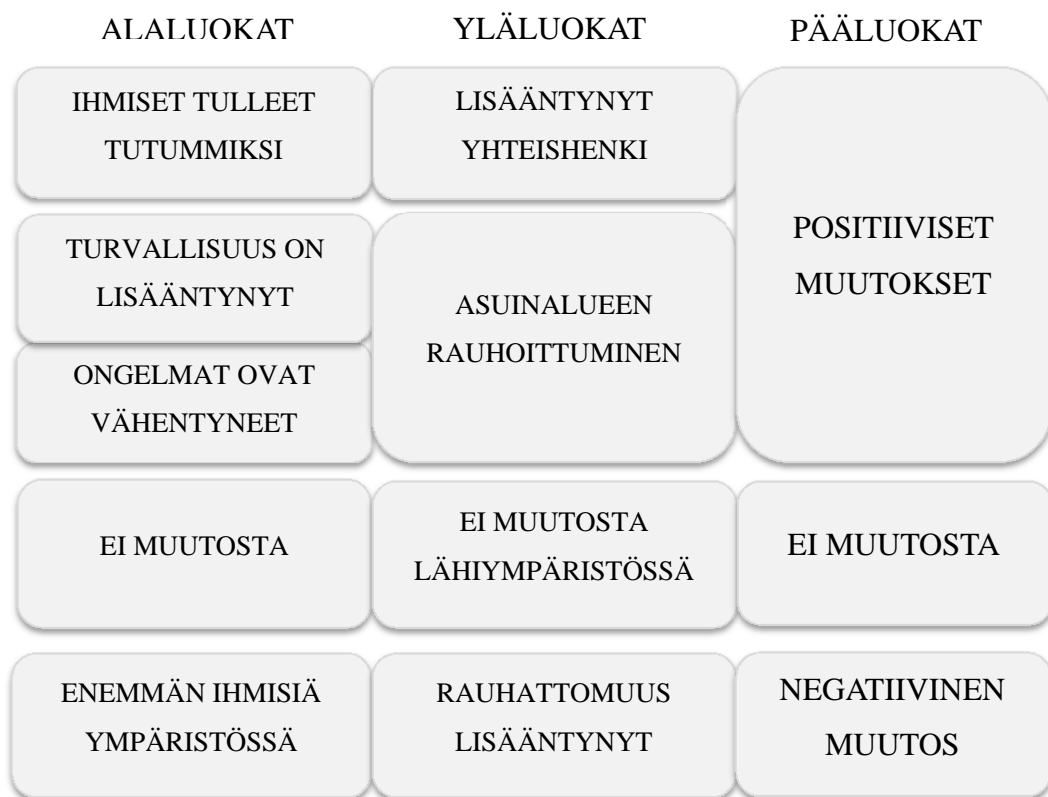 ALALUOKAT
YLÄLUOKAT
PÄÄLUOKAT
IHMISET TULLEET
TUTUMMIKSI
LISÄÄNTYNYT
YHTEISHENKI
POSITIIVISET
MUUTOKSET
TURVALLISUUS ON
LISÄÄNTYNYT
ASUINALUEEN
RAUHOITTUMINEN
ONGELMAT OVAT
VÄHENTYNEET
EI MUUTOSTA
EI MUUTOSTA
LÄHIYMPÄRISTÖSSÄ
EI MUUTOSTA
ENEMMÄN IHMISIÄ
YMPÄRISTÖSSÄ
RAUHATTOMUUS
LISÄÄNTYNYT
NEGATIIVINEN
MUUTOS